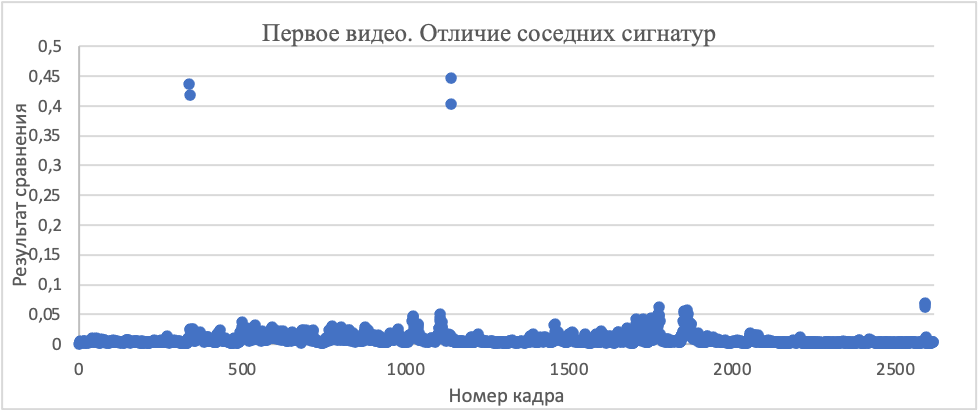 Первое видео. Отличие соседних сигнатур
Результат сравнения
0,5
0,45
0,4
0,35
0,3
0,25
0,2
0,15
0,1
0,05
0
0 500 1000 1500 2000 2500
Номер кадра